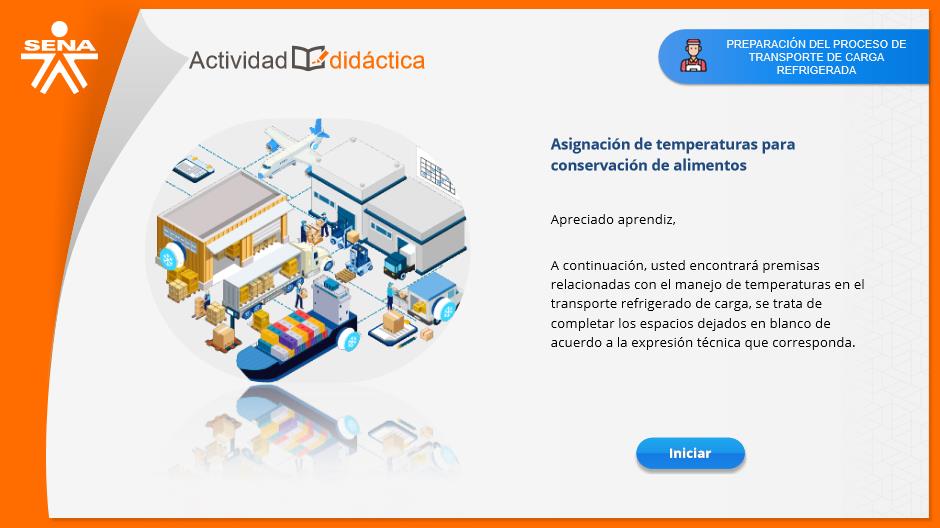 SENA
Actividad didáctica
PREPARACIÓN DEL PROCESO DE
TRANSPORTE DE CARGA
REFRIGERADA
Asignación de temperaturas para
conservación de alimentos
Apreciado aprendiz,
A continuación, usted encontrará premisas
relacionadas con el manejo de temperaturas en el
transporte refrigerado de carga, se trata de
completar los espacios dejados en blanco de
acuerdo a la expresión técnica que corresponda.
Iniciar